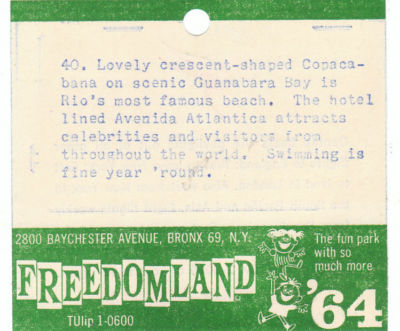 40. Lovely crescent-shaped Copaca-
bana on scenic Guanabara Bay is
Rio's most famous beach. The hotel
lined Avenida Atlantica attracts
celebrities and visitors from
throughout the world. Swimming is
fine year 'round.
2800 BAYCHESTER AVENUE, BRONX 69, N.Y.
FREEDOMLAND
TUlip 1-0600
The fun park
with so
much more
'64